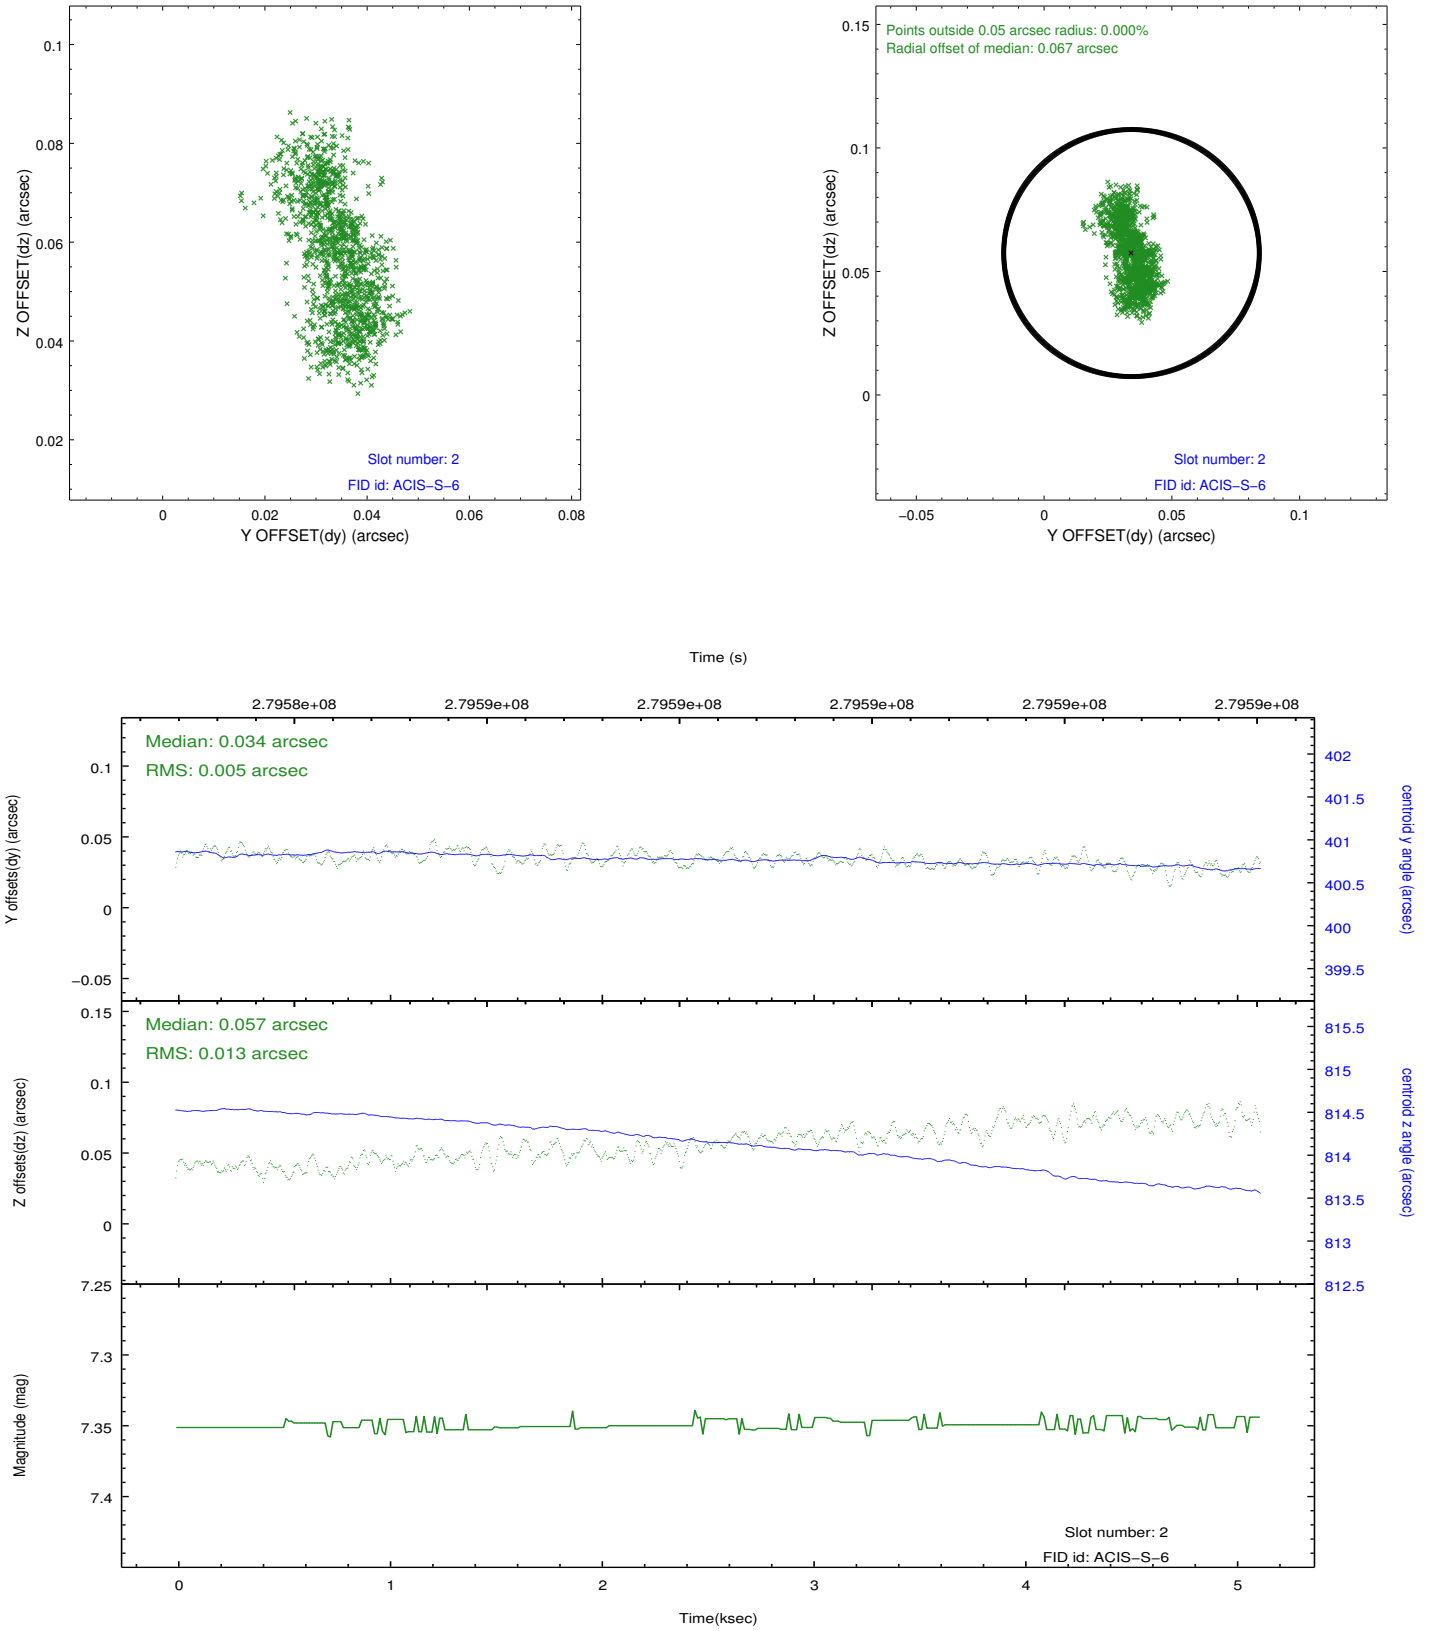 0.1
0.08
0.06
0.04
0.02
Z OFFSET(dz) (arcsec)
Slot number: 2
FID id: ACIS−S−6
0
0.02
0.04
0.06
0.08
Y OFFSET(dy) (arcsec)
0.15
0.1
0.05
0
Z OFFSET(dz) (arcsec)
Points outside 0.05 arcsec radius: 0.000%
Radial offset of median: 0.067 arcsec
Slot number: 2
FID id: ACIS−S−6
−0.05
0
0.05
0.1
Y OFFSET(dy) (arcsec)
Time (s)
2.7958e+08
2.7959e+08
2.7959e+08
2.7959e+08
2.7959e+08
2.7959e+08
Median: 0.034 arcsec
RMS: 0.005 arcsec
0.1
0.05
0
−0.05
Y offsets(dy) (arcsec)
402
401.5
401
400.5
400
399.5
centroid y angle (arcsec)
Median: 0.057 arcsec
RMS: 0.013 arcsec
0.15
0.1
0.05
0
Z offsets(dz) (arcsec)
815.5
815
814.5
814
813.5
813
812.5
centroid z angle (arcsec)
7.25
7.3
7.35
7.4
Magnitude (mag)
Slot number: 2
FID id: ACIS−S−6
0
1
2
3
4
5
Time(ksec)